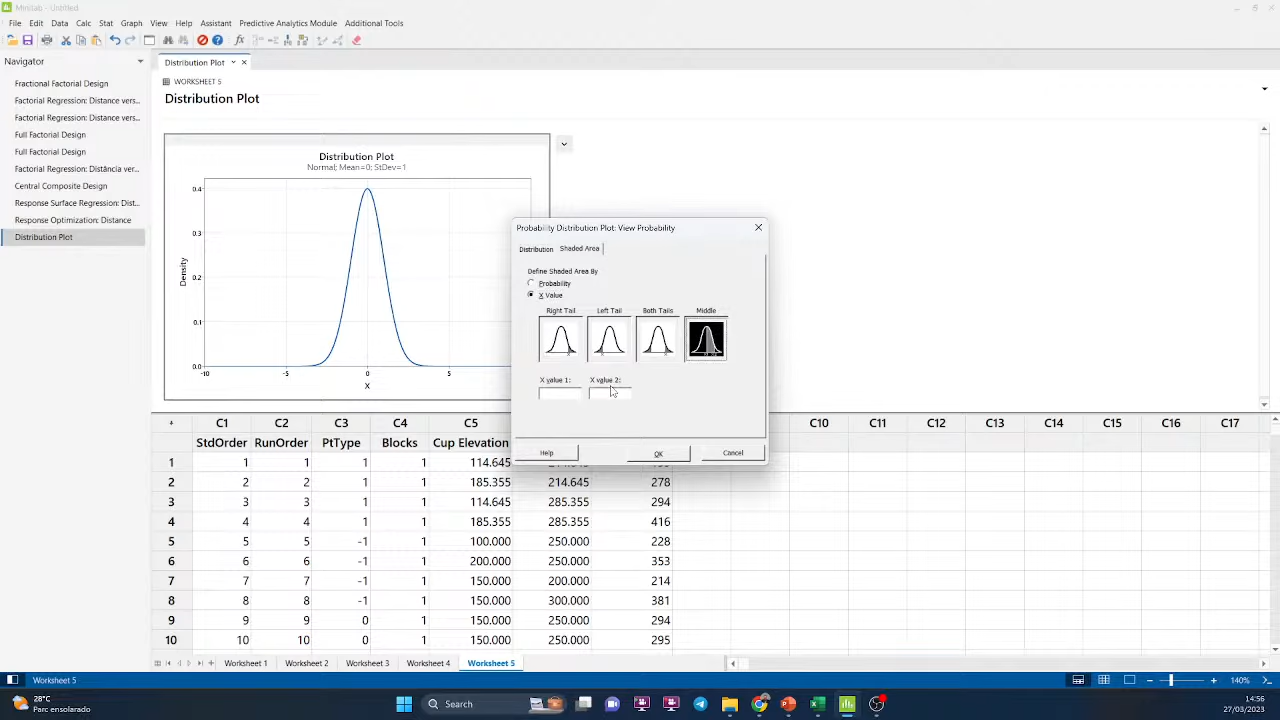 Minitab - Untitled
File Edit Data Calc Stat Graph View Help Assistant Predictive Analytics Module Additional Tools
Navigator
Distribution Plot
WORKSHEET 5
Distribution Plot
Fractional Factorial Design
Factorial Regression: Distance vers...
Factorial Regression: Distance vers...
Full Factorial Design
Full Factorial Design
Factorial Regression: Distância ver...
Central Composite Design
Response Surface Regression: Dist...
Response Optimization: Distance
Distribution Plot
Distribution Plot
Normal; Mean=0; StDev=1
0.4
0.3
0.2
0.1
0.0
Density
-10 -5 0 5
X
Probability Distribution Plot: View Probability
Distribution Shaded Area
Define Shaded Area By
Probability
X Value
Right Tail Left Tail Both Tails Middle
X value 1: X value 2:
Help OK Cancel
C1 C2 C3 C4 C5 C10 C11 C12 C13 C14 C15 C16 C17
StdOrder RunOrder PtType Blocks Cup Elevation
1 1 1 1 1 114.645
2 2 2 1 1 185.355 214.645 278
3 3 3 1 1 114.645 285.355 294
4 4 4 1 1 185.355 285.355 416
5 5 5 -1 1 100.000 250.000 228
6 6 6 -1 1 200.000 250.000 353
7 7 7 -1 1 150.000 200.000 214
8 8 8 -1 1 150.000 300.000 381
9 9 9 0 1 150.000 250.000 294
10 10 10 0 1 150.000 250.000 295
Worksheet 1 Worksheet 2 Worksheet 3 Worksheet 4 Worksheet 5
Worksheet 5 140%
28°C
Parc ensolarado
Search
14:56
27/03/2023